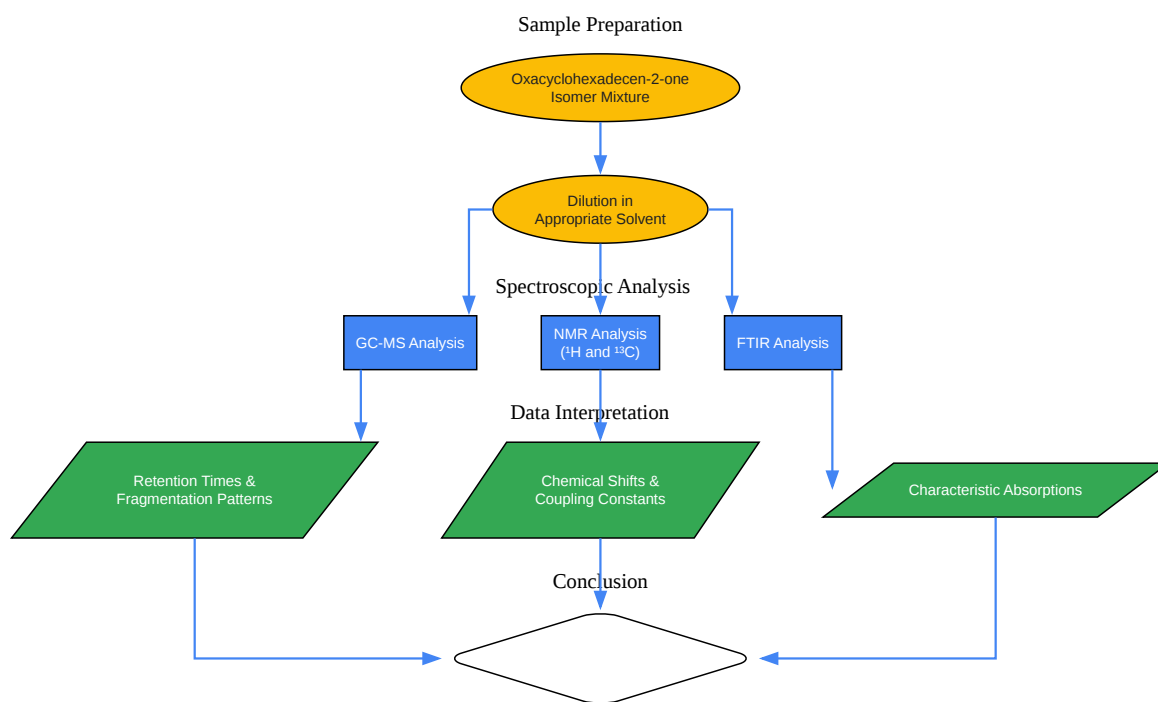 Sample Preparation
Oxacyclohexadecen-2-one
Isomer Mixture
Dilution in
Appropriate Solvent
Spectroscopic Analysis
GC-MS Analysis
NMR Analysis
(¹H and ¹³C)
FTIR Analysis
Data Interpretation
Retention Times &
Fragmentation Patterns
Chemical Shifts &
Coupling Constants
Characteristic Absorptions
Conclusion